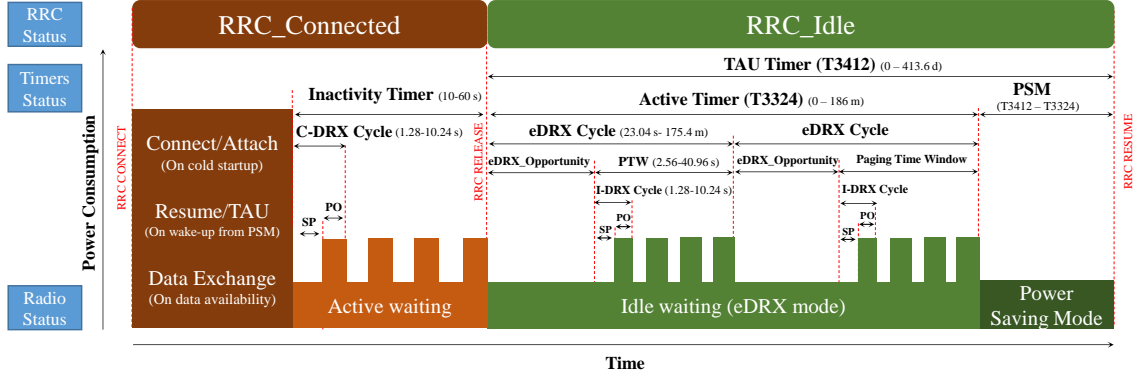 RRC
Status
RRC_Connected
RRC_Idle
TAU Timer (T3412) (0 – 413.6 d)
Timers
Status
Inactivity Timer (10-60 s)
Active Timer (T3324) (0 – 186 m)
PSM
(T3412 – T3324)
C-DRX Cycle (1.28-10.24 s)
eDRX Cycle (23.04 s- 175.4 m)
eDRX Cycle
eDRX_Opportunity
PTW (2.56-40.96 s)
eDRX_Opportunity
Paging Time Window
I-DRX Cycle (1.28-10.24 s)
I-DRX Cycle
SP
PO
SP
PO
SP
PO
Power Consumption
RRC CONNECT
RRC RELEASE
RRC RESUME
Connect/Attach
(On cold startup)
Resume/TAU
(On wake-up from PSM)
Data Exchange
(On data availability)
Radio
Status
Active waiting
Idle waiting (eDRX mode)
Power
Saving Mode
Time